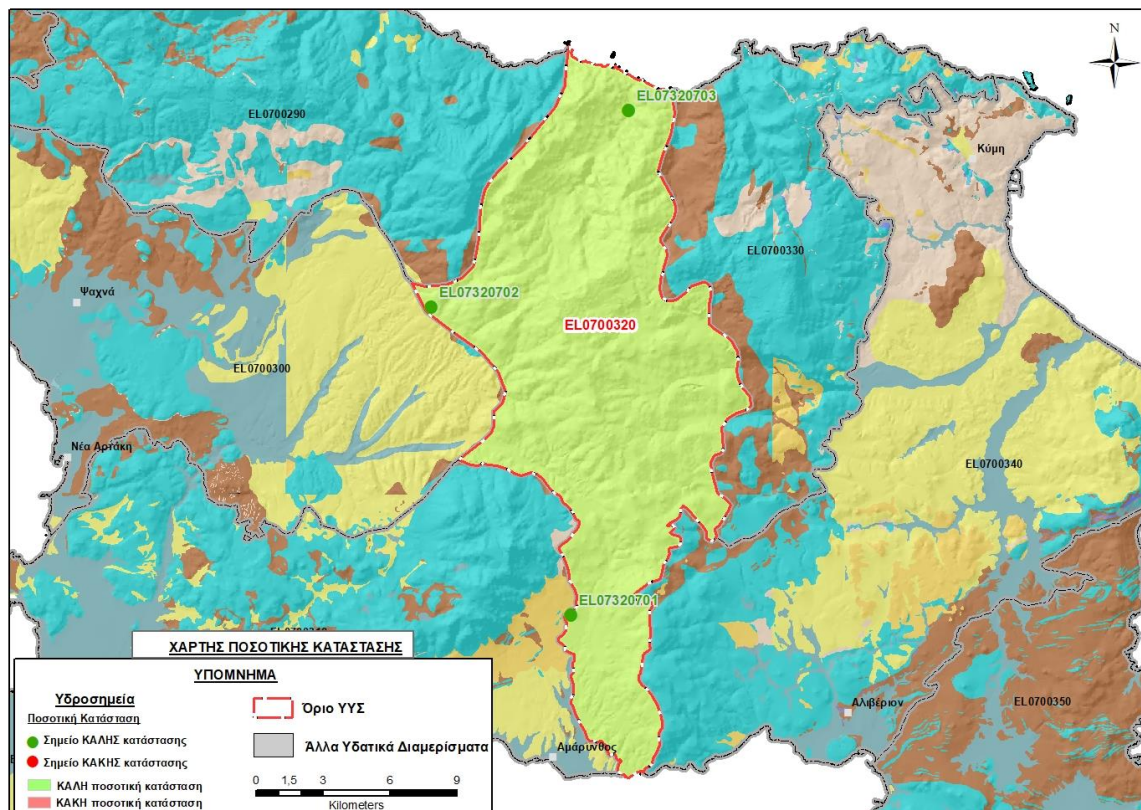 N
EL07320703
EL0700290
Κύμη
EL0700330
EL07320702
Ψαχνά
EL0700320
EL0700300
Νέα Αρτάκη
EL0700340
EL07320701
EL0700350
Αλιβέριον
Αμάρυνθος
ΧΑΡΤΗΣ ΠΟΣΟΤΙΚΗΣ ΚΑΤΑΣΤΑΣΗΣ
ΥΠΟΜΝΗΜΑ
Υδροσημεία
Ποσοτική Κατάσταση
Σημείο ΚΑΛΗΣ κατάστασης
Σημείο ΚΑΚΗΣ κατάστασης
ΚΑΛΗ ποσοτική κατάσταση
ΚΑΚΗ ποσοτική κατάσταση
Όριο ΥΥΣ
Άλλα Υδατικά Διαμερίσματα
0 1,5 3 6 9
Kilometers